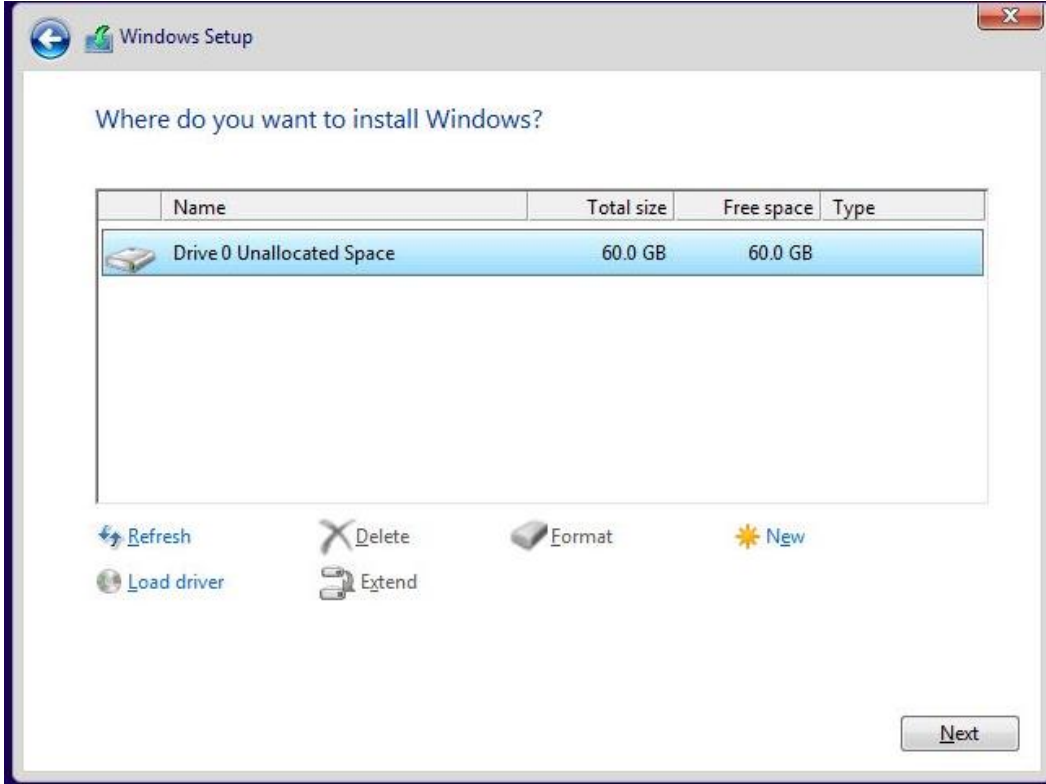 Windows Setup
Where do you want to install Windows?
Name Total size Free space Type
Drive 0 Unallocated Space 60.0 GB 60.0 GB
Refresh Delete Format New
Load driver Extend
Next